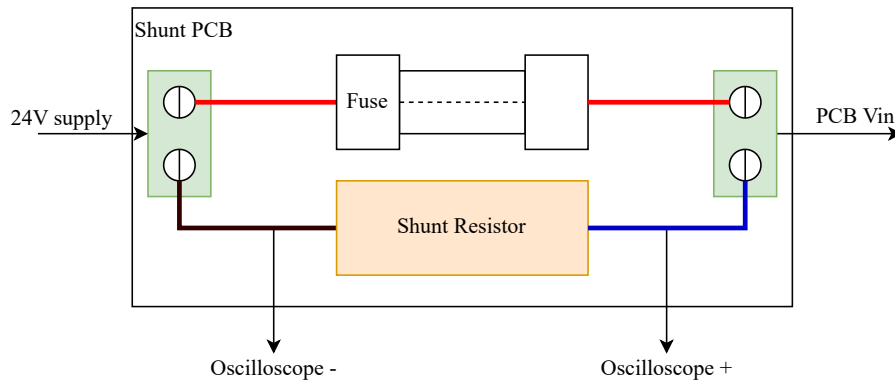 Shunt PCB
Fuse
24V supply
PCB Vin
Shunt Resistor
Oscilloscope -
Oscilloscope +